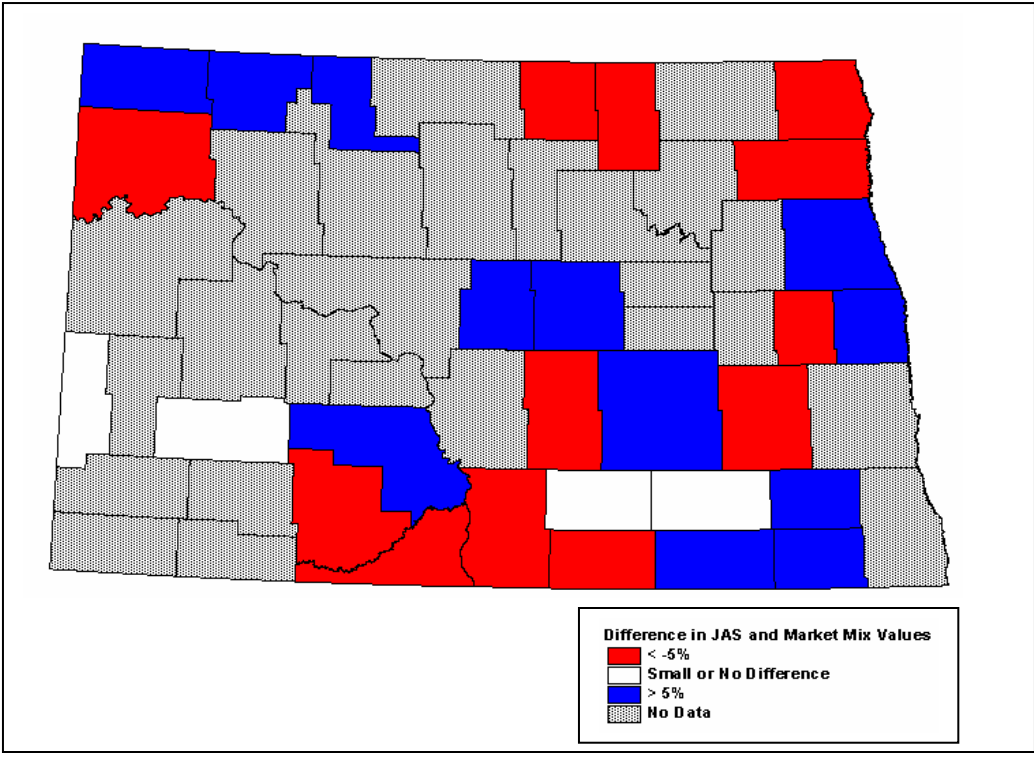 Difference in JAS and Market Mix Values
< -5%
Small or No Difference
> 5%
No Data